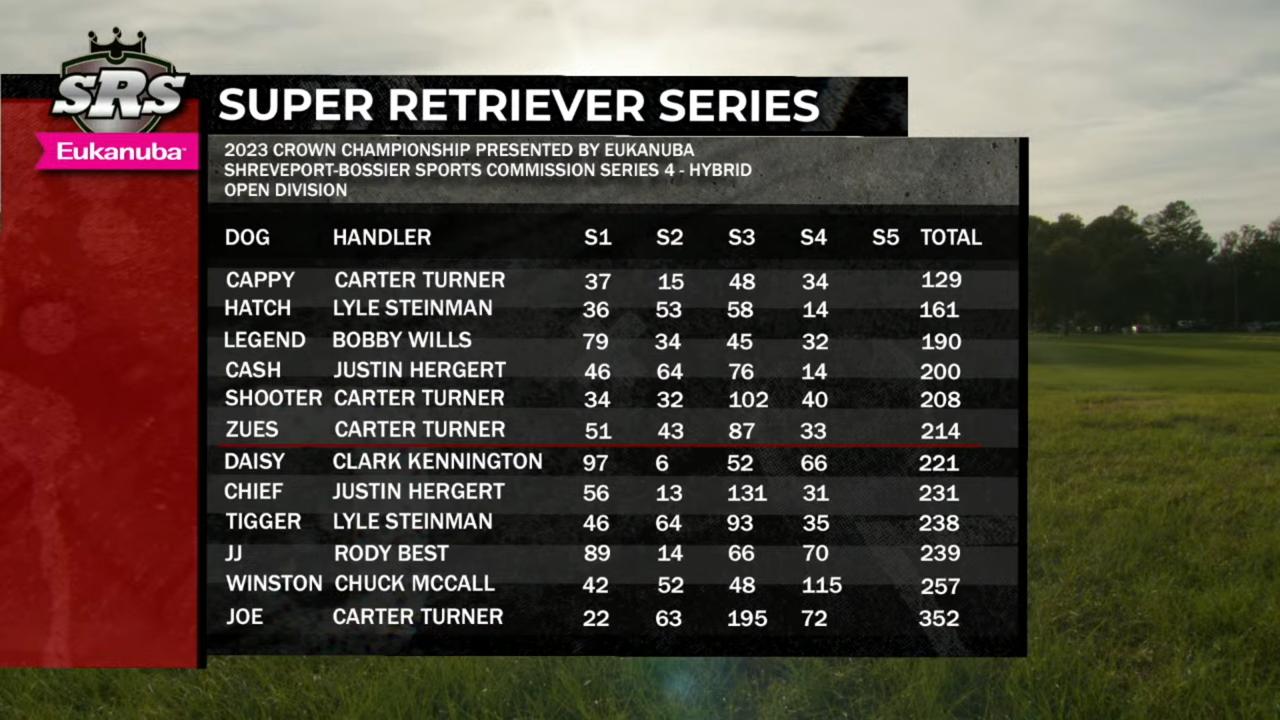 SRS
Eukanuba
SUPER RETRIEVER SERIES
2023 CROWN CHAMPIONSHIP PRESENTED BY EUKANUBA
SHREVEPORT-BOSSIER SPORTS COMMISSION SERIES 4 - HYBRID
OPEN DIVISION
DOG HANDLER S1 S2 S3 S4 S5 TOTAL
CAPPY CARTER TURNER 37 15 48 34 129
HATCH LYLE STEINMAN 36 53 58 14 161
LEGEND BOBBY WILLS 79 34 45 32 190
CASH JUSTIN HERGERT 46 64 76 14 200
SHOOTER CARTER TURNER 34 32 102 40 208
ZUES CARTER TURNER 51 43 87 33 214
DAISY CLARK KENNINGTON 97 6 52 66 221
CHIEF JUSTIN HERGERT 56 13 131 31 231
TIGGER LYLE STEINMAN 46 64 93 35 238
JJ RODY BEST 89 14 66 70 239
WINSTON CHUCK MCCALL 42 52 48 115 257
JOE CARTER TURNER 22 63 195 72 352